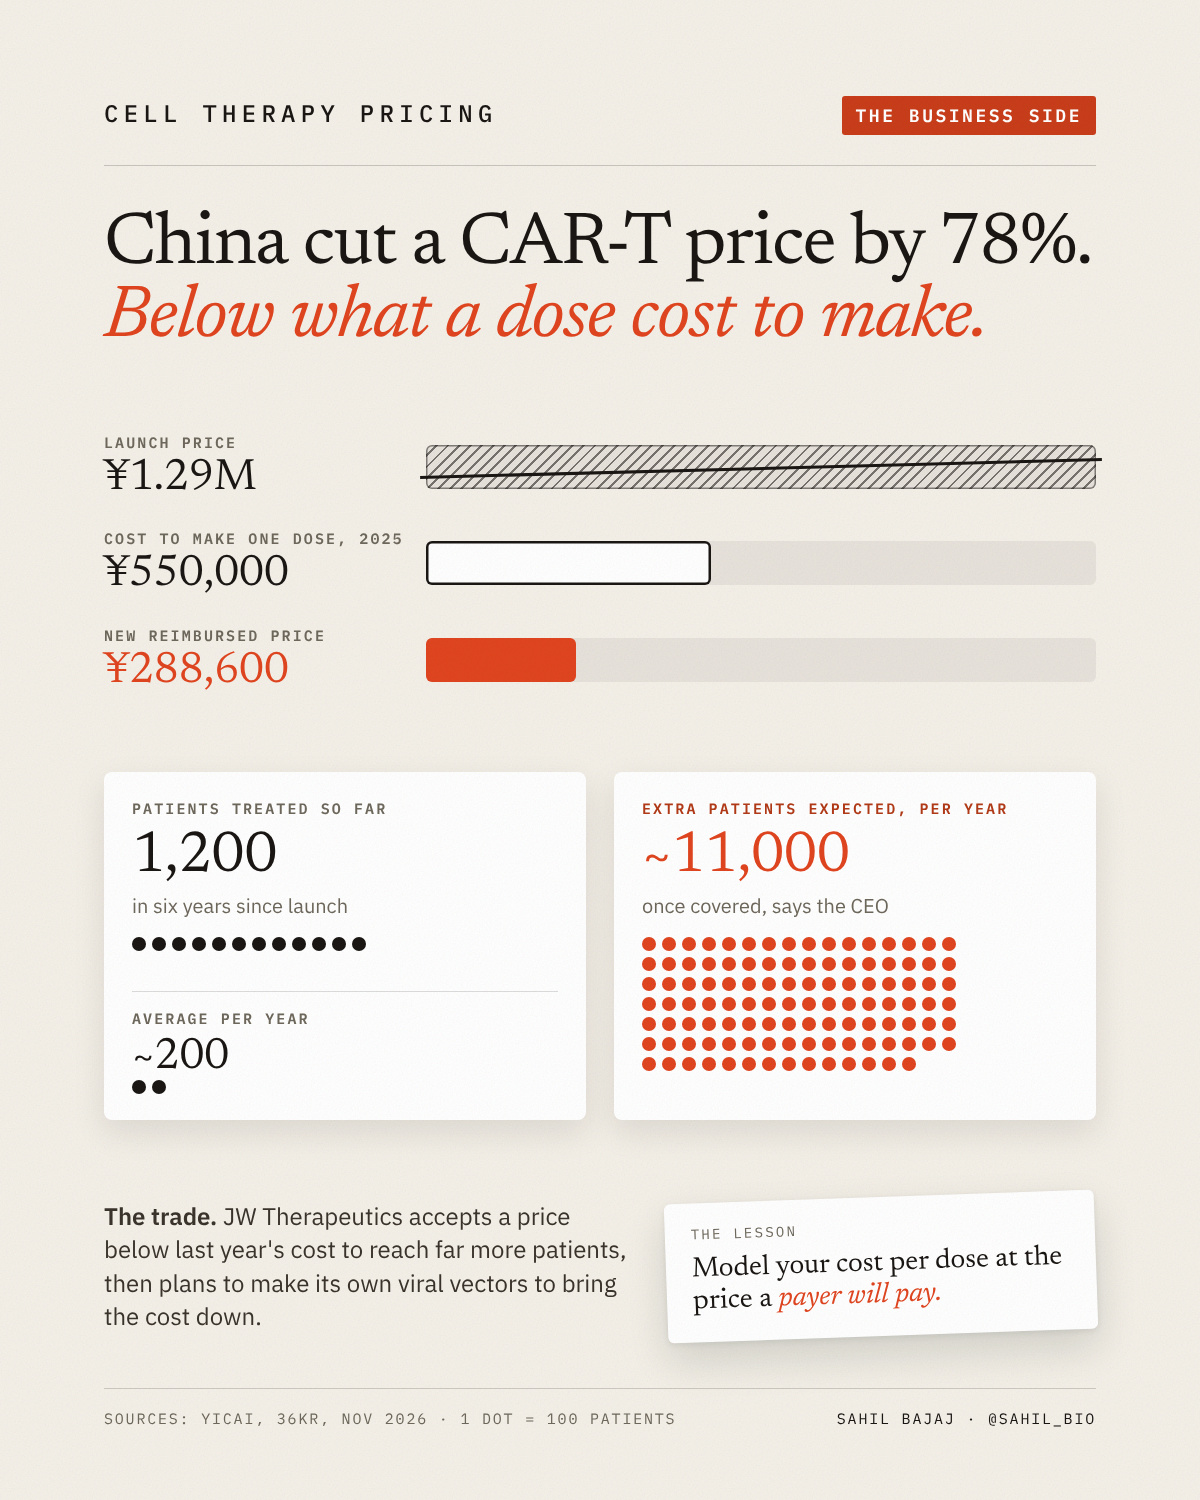 CELL THERAPY PRICING
THE BUSINESS SIDE
China cut a CAR-T price by 78%.
Below what a dose cost to make.
LAUNCH PRICE
¥1.29M
COST TO MAKE ONE DOSE, 2025
¥550,000
NEW REIMBURSED PRICE
¥288,600
PATIENTS TREATED SO FAR
1,200
in six years since launch
AVERAGE PER YEAR
~200
EXTRA PATIENTS EXPECTED, PER YEAR
~11,000
once covered, says the CEO
The trade. JW Therapeutics accepts a price
below last year's cost to reach far more patients,
then plans to make its own viral vectors to bring
the cost down.
THE LESSON
Model your cost per dose at the
price a payer will pay.
SOURCES: YICAI, 36KR, NOV 2026 · 1 DOT = 100 PATIENTS
SAHIL BAJAJ · @SAHIL_BIO